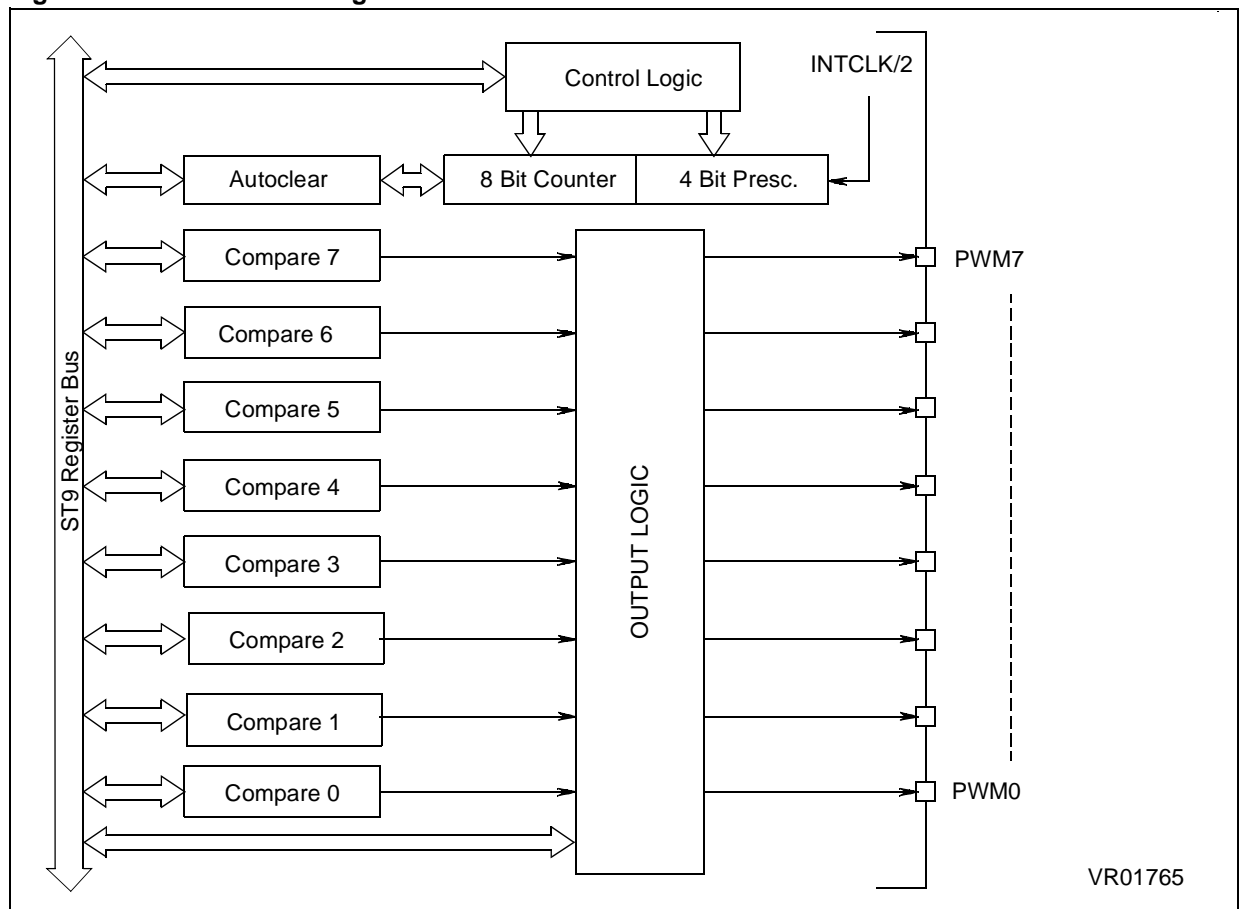 Control Logic
INTCLK/2
Autoclear
8 Bit Counter
4 Bit Presc.
Compare 7
PWM7
Compare 6
Compare 5
ST9 Register Bus
Compare 4
OUTPUT LOGIC
Compare 3
Compare 2
Compare 1
Compare 0
PWM0
VR01765